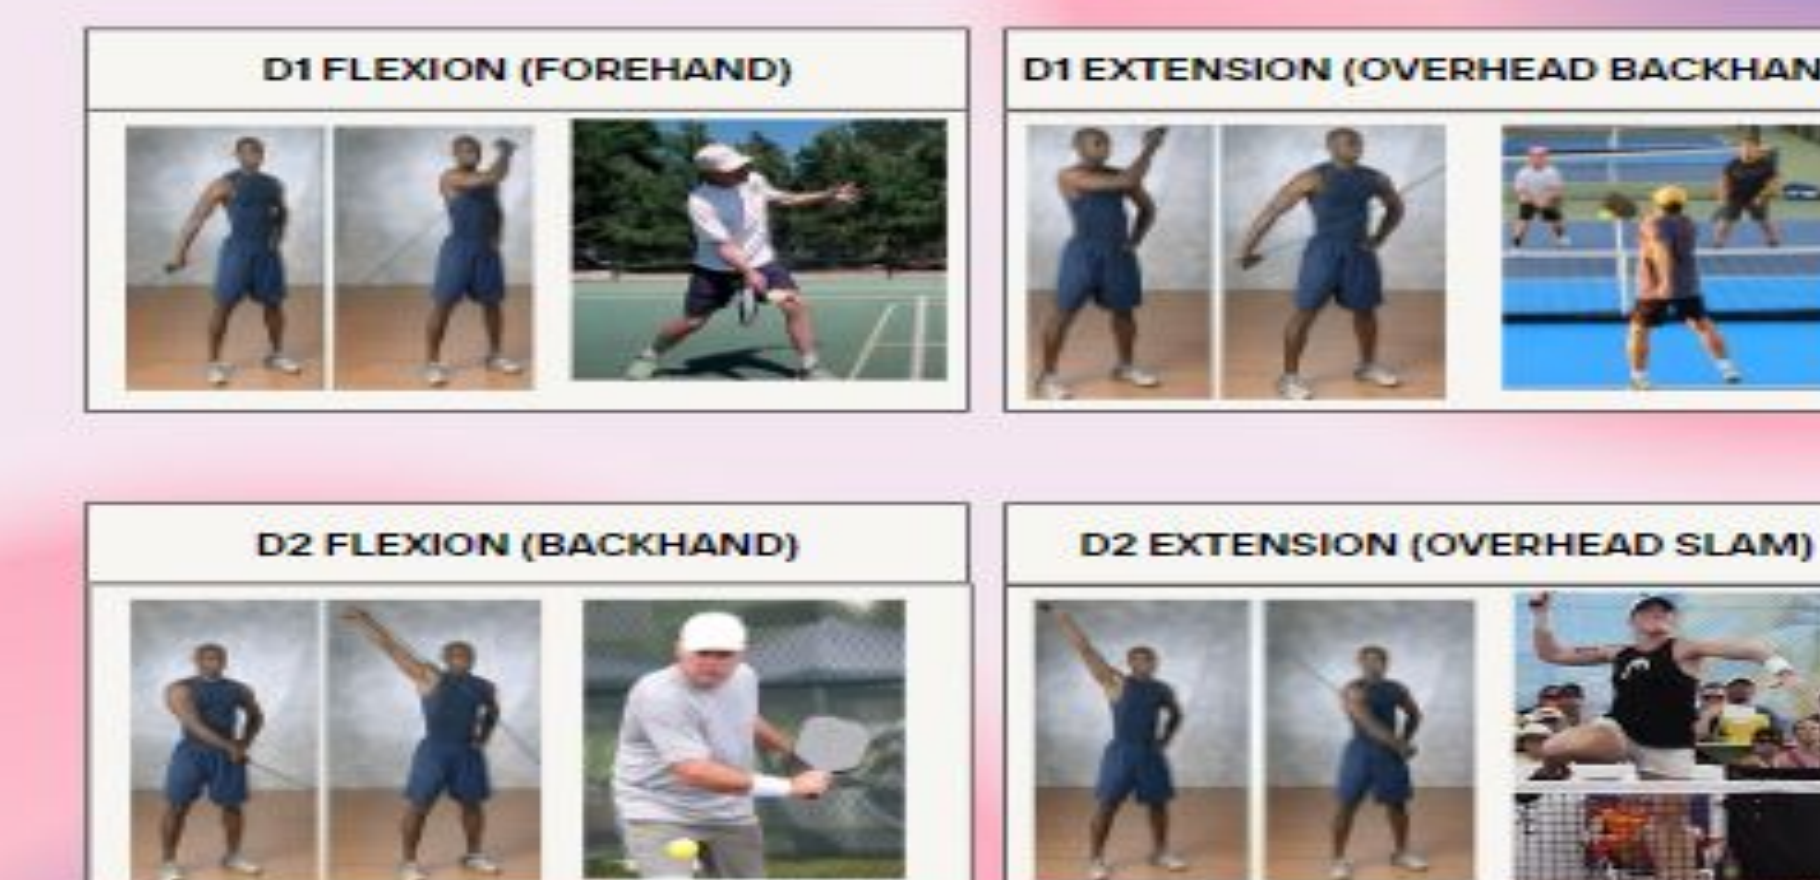 D1 FLEXION (FOREHAND)
D1 EXTENSION (OVERHEAD BACKHAN
D2 FLEXION (BACKHAND)
D2 EXTENSION (OVERHEAD SLAM)